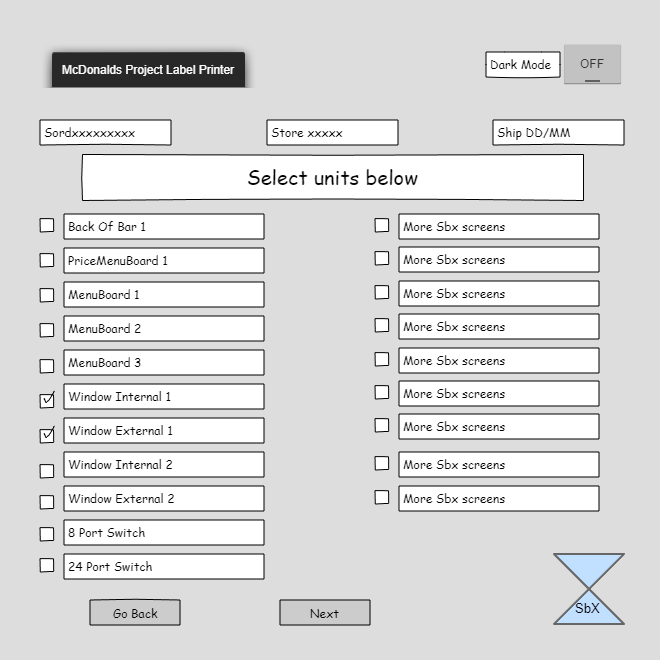 McDonalds Project Label Printer
Dark Mode
OFF
Sordxxxxxxxxx
Store xxxxx
Ship DD/MM
Select units below
Back Of Bar 1
PriceMenuBoard 1
MenuBoard 1
MenuBoard 2
MenuBoard 3
Window Internal 1
Window External 1
Window Internal 2
Window External 2
8 Port Switch
24 Port Switch
More Sbx screens
More Sbx screens
More Sbx screens
More Sbx screens
More Sbx screens
More Sbx screens
More Sbx screens
More Sbx screens
More Sbx screens
Go Back
Next
SbX